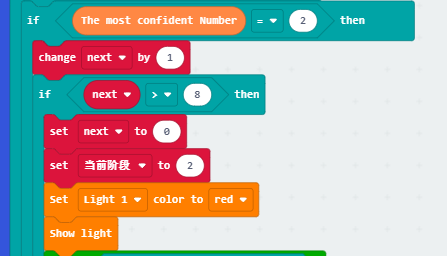 if The most confident Number = 2 then
change next by 1
if next > 8 then
set next to 0
set 当前阶段 to 2
Set Light 1 color to red
Show light